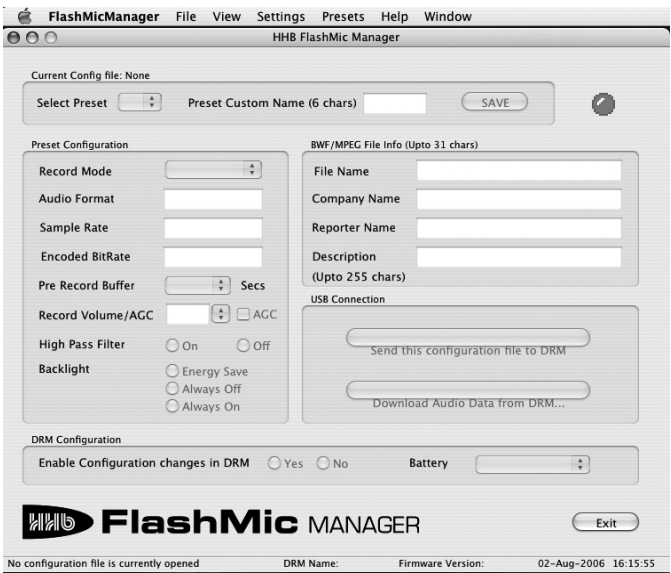 FlashMicManager File View Settings Presets Help Window
HHB FlashMic Manager
Current Config file: None
Select Preset Preset Custom Name (6 chars) SAVE
Preset Configuration
Record Mode
Audio Format
Sample Rate
Encoded BitRate
Pre Record Buffer Secs
Record Volume/AGC AGC
High Pass Filter On Off
Backlight Energy Save
Always Off
Always On
BWF/MPEG File Info (Upto 31 chars)
File Name
Company Name
Reporter Name
Description
(Upto 255 chars)
USB Connection
Send this configuration file to DRM
Download Audio Data from DRM...
DRM Configuration
Enable Configuration changes in DRM Yes No Battery
HHb FlashMic MANAGER
Exit
No configuration file is currently opened DRM Name: Firmware Version: 02-Aug-2006 16:15:55